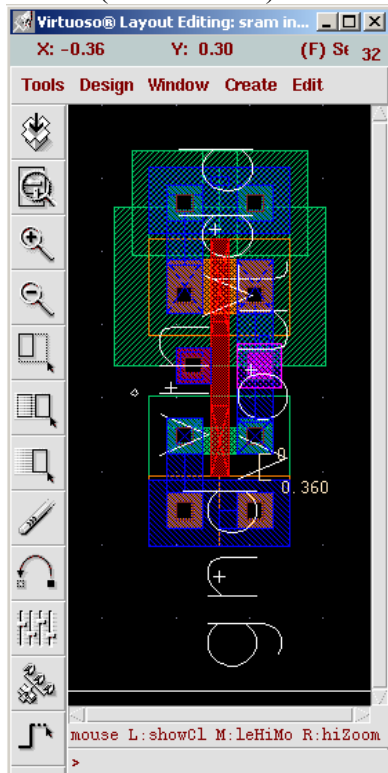 Virtuoso® Layout Editing: sram in...
X: -0.36 Y: 0.30 (F) Se 32
Tools Design Window Create Edit
0
0.360
mouse L:showCl M:leHiMo R:hiZoom
>